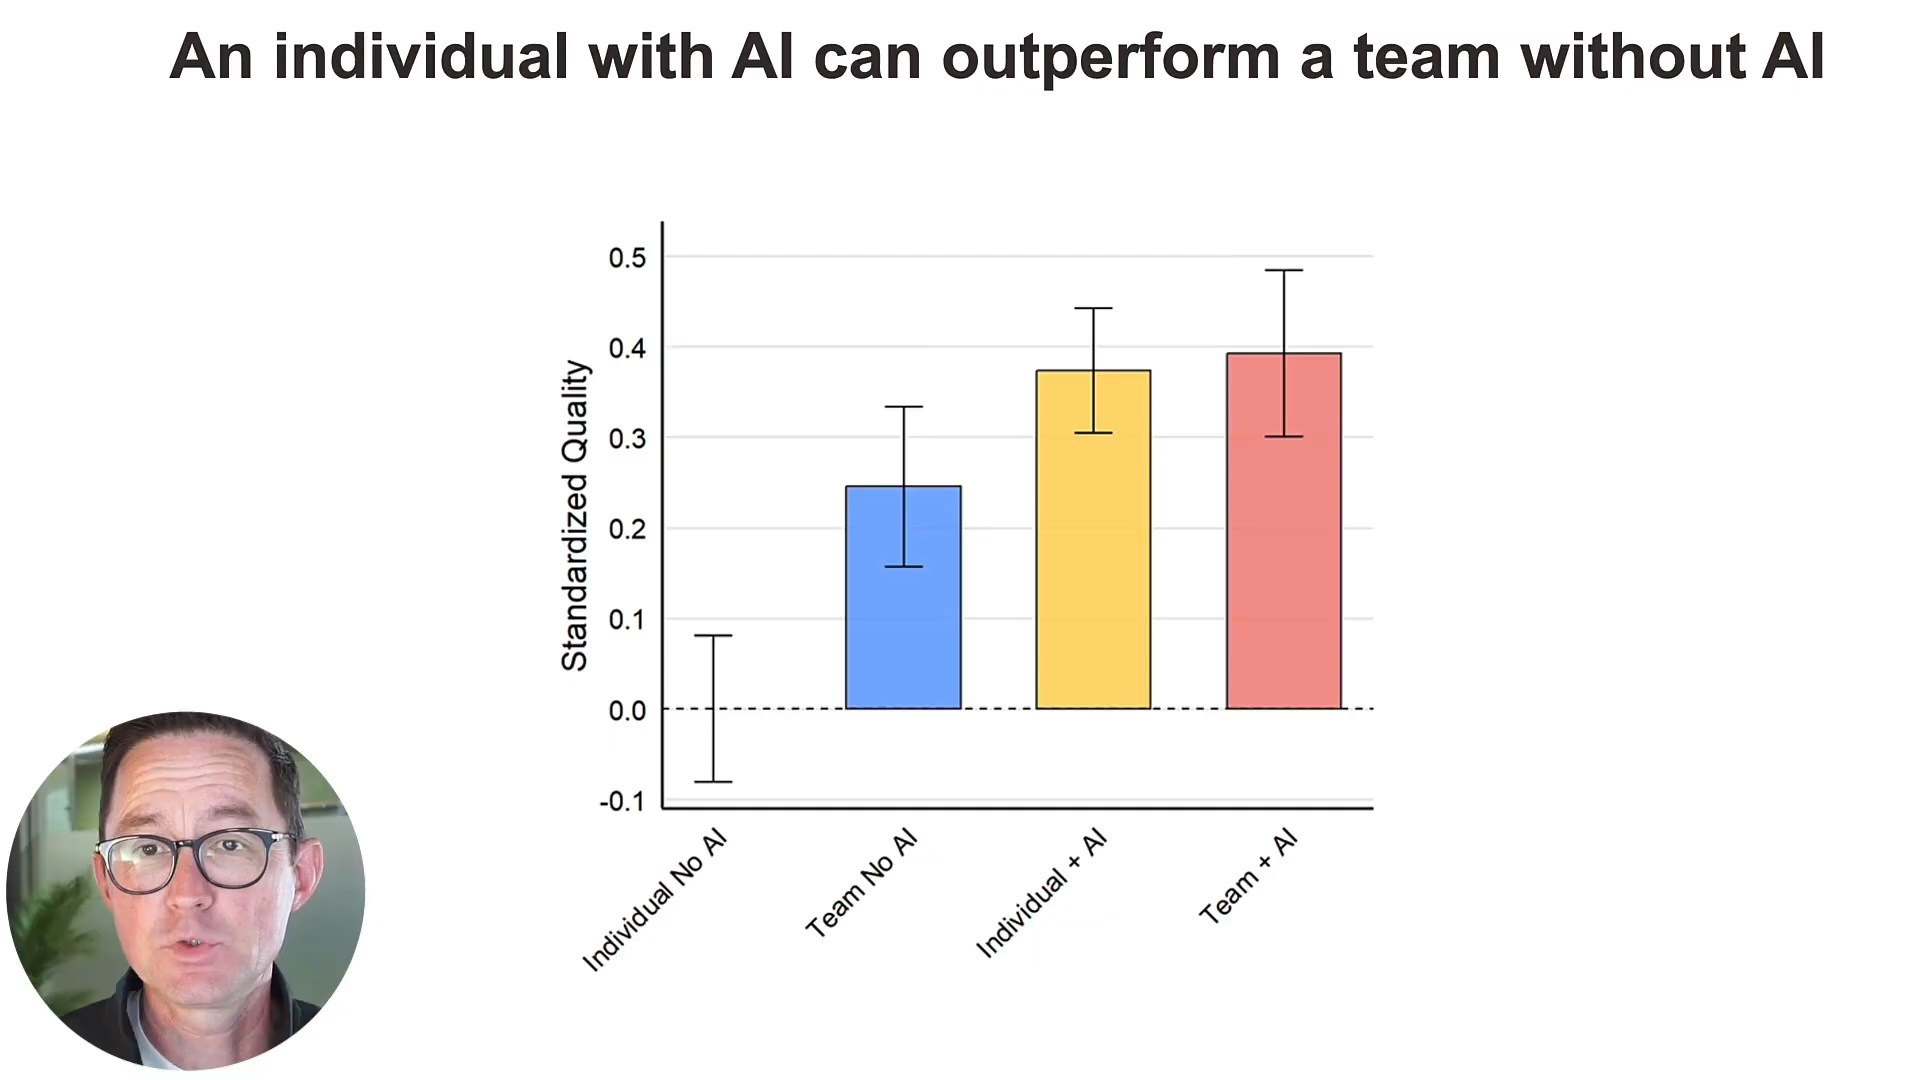 An individual with AI can outperform a team without AI
Standardized Quality
0.5
0.4
0.3
0.2
0.1
0.0
-0.1
Individual No AI
Team No AI
Individual + AI
Team + AI